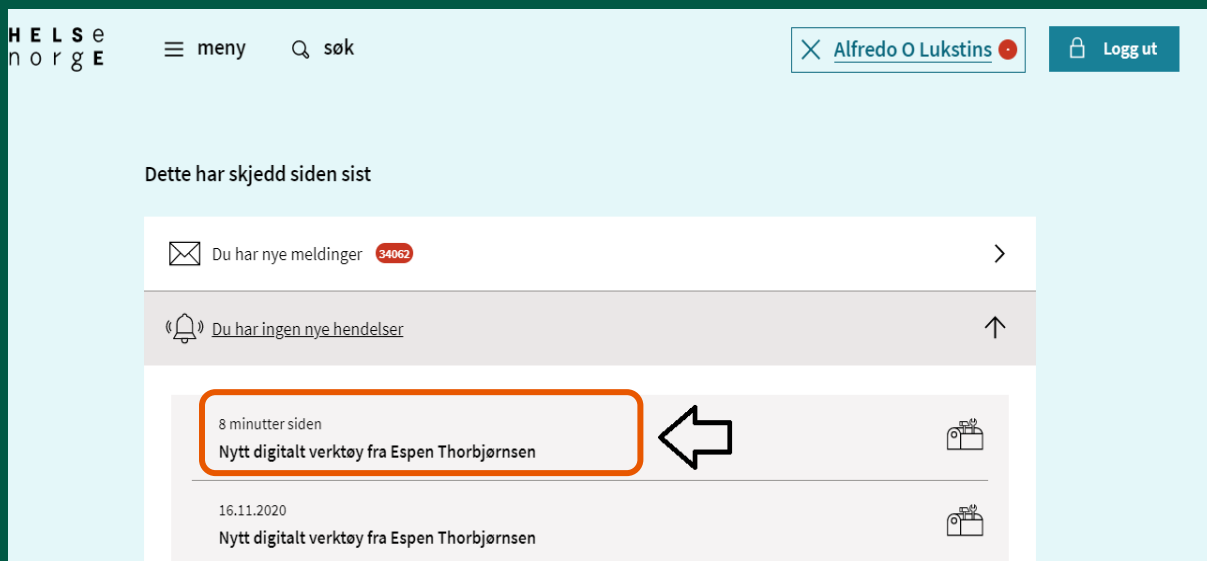 HELSe
norgE
meny
søk
Alfredo O Lukstins
Logg ut
Dette har skjedd siden sist
Du har nye meldinger 34062
Du har ingen nye hendelser
8 minutter siden
Nytt digitalt verktøy fra Espen Thorbjørnsen
16.11.2020
Nytt digitalt verktøy fra Espen Thorbjørnsen